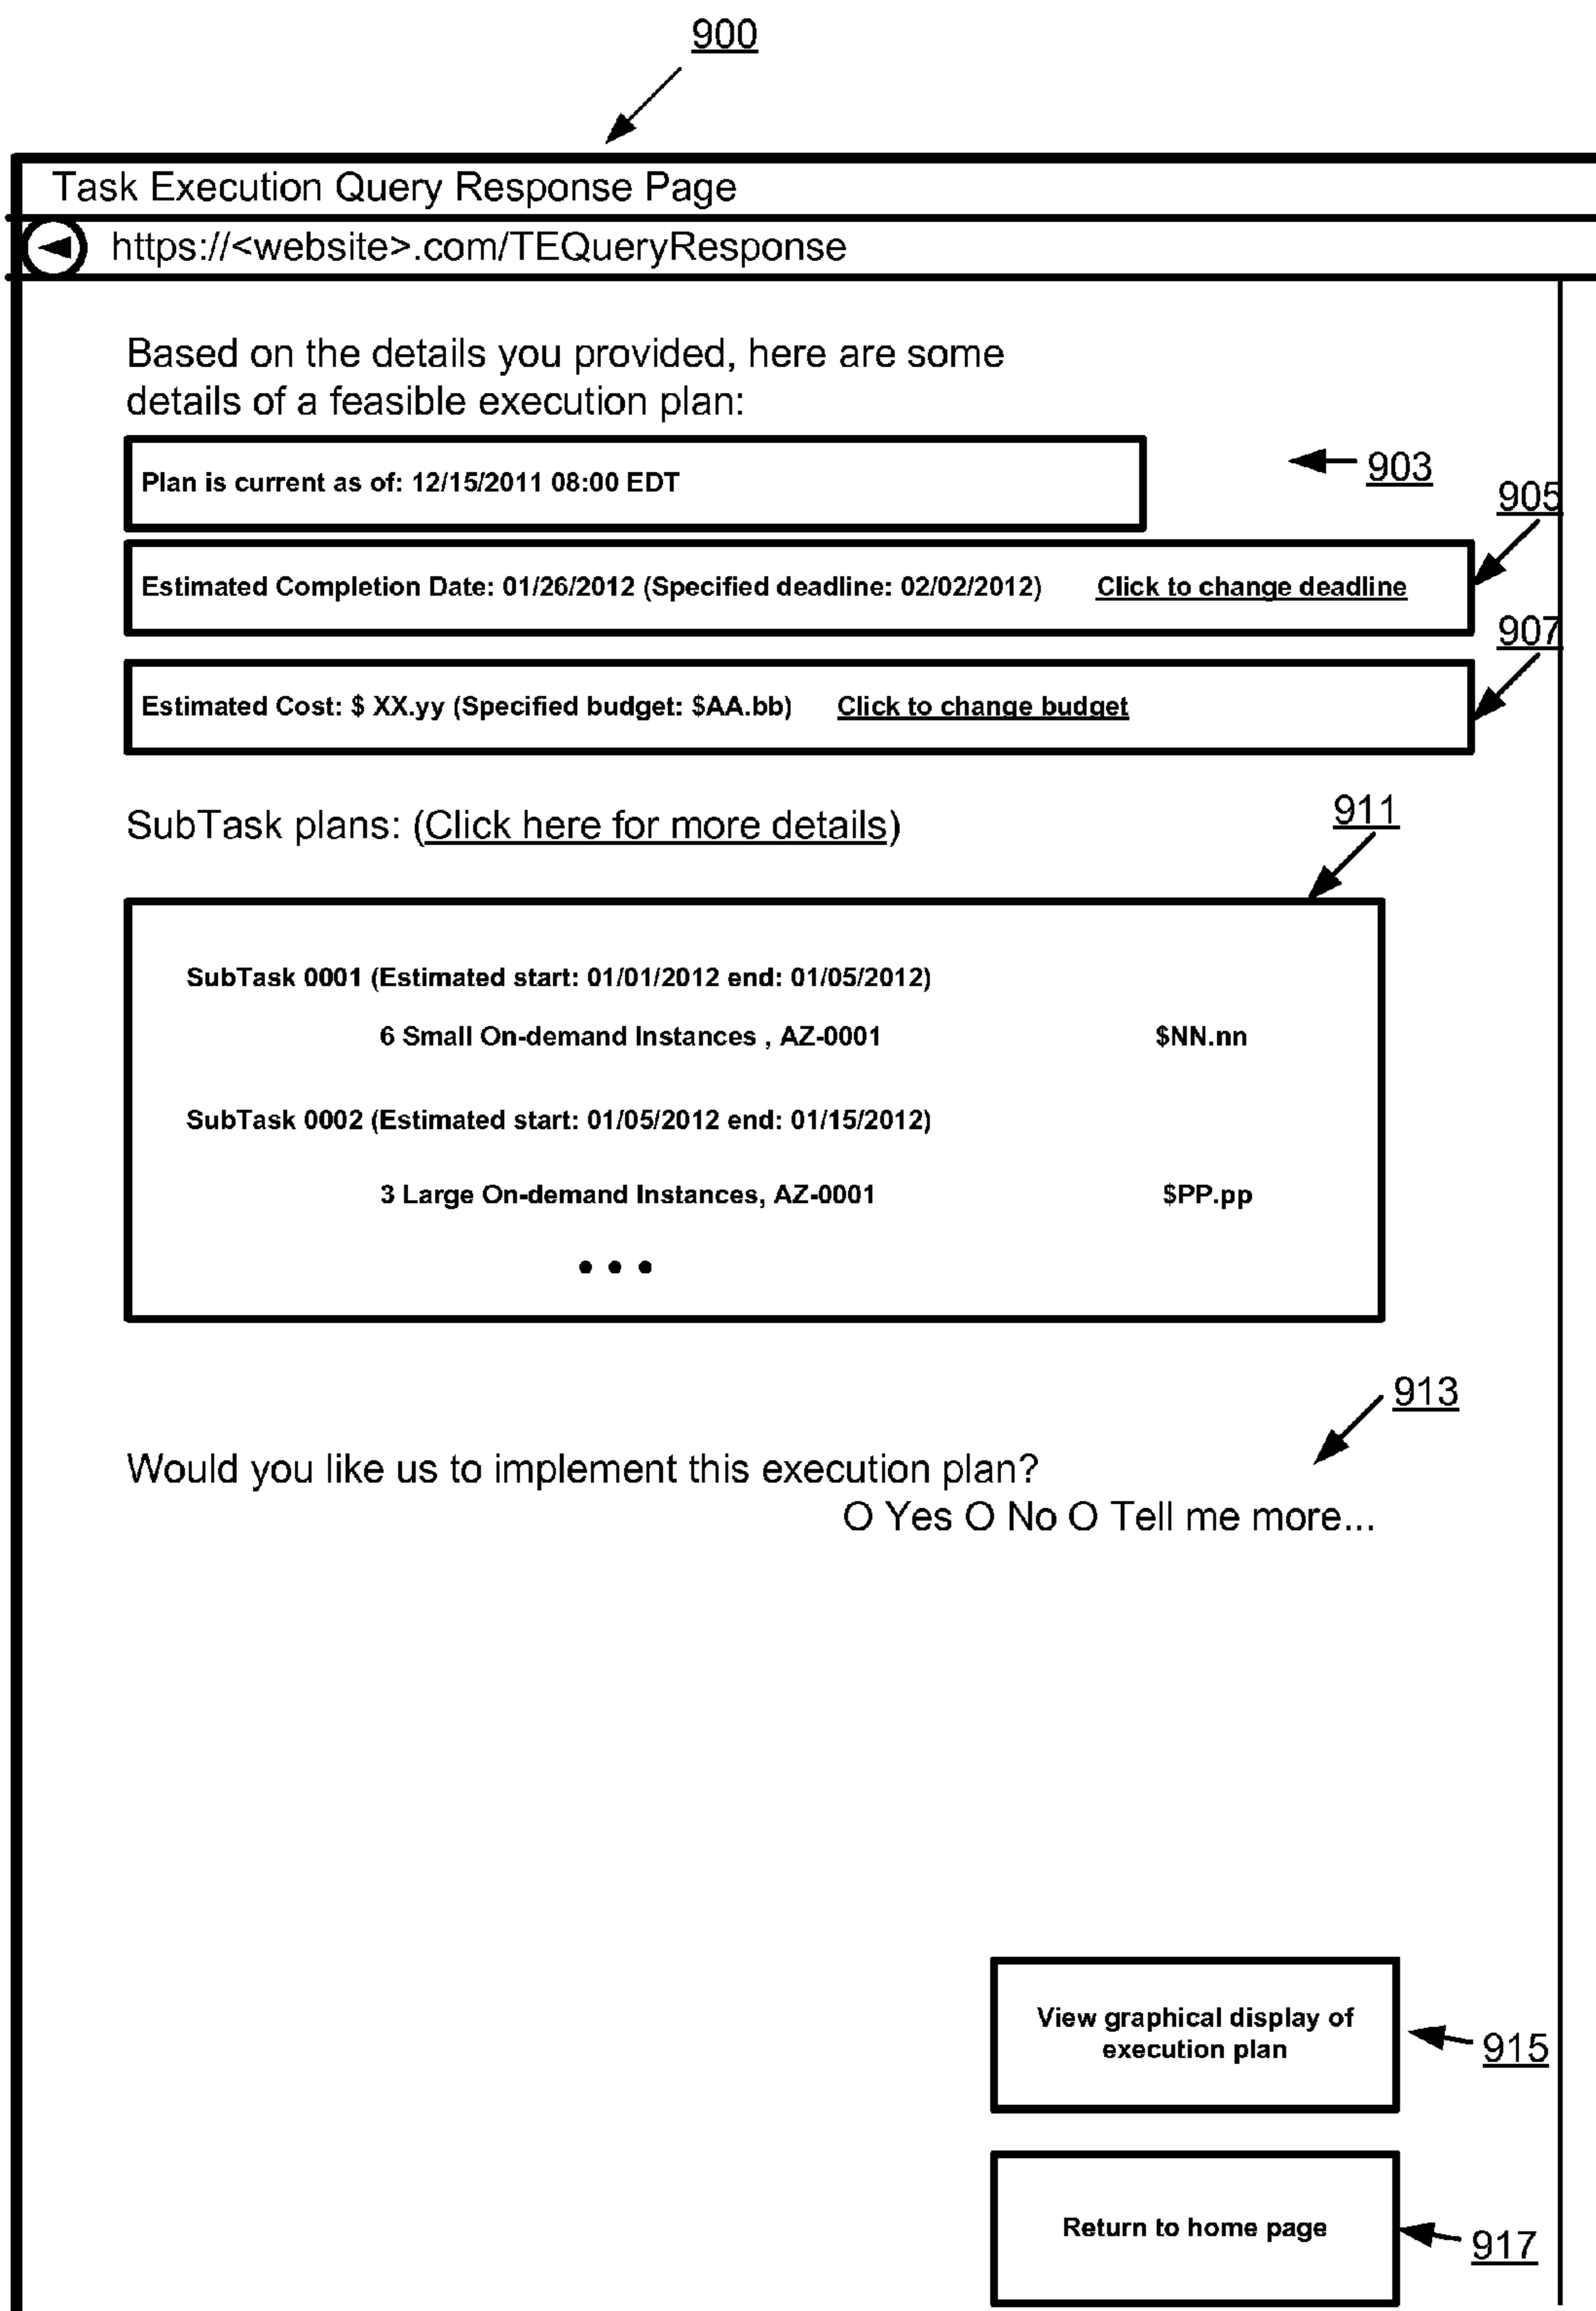 900
Task Execution Query Response Page
https://<website>.com/TEQueryResponse
Based on the details you provided, here are some
details of a feasible execution plan:
Plan is current as of: 12/15/2011 08:00 EDT
903
905
Estimated Completion Date: 01/26/2012 (Specified deadline: 02/02/2012) Click to change deadline
907
Estimated Cost: $ XX.yy (Specified budget: $AA.bb) Click to change budget
SubTask plans: (Click here for more details)
911
SubTask 0001 (Estimated start: 01/01/2012 end: 01/05/2012)
6 Small On-demand Instances , AZ-0001 $NN.nn
SubTask 0002 (Estimated start: 01/05/2012 end: 01/15/2012)
3 Large On-demand Instances, AZ-0001 $PP.pp
• • •
913
Would you like us to implement this execution plan?
O Yes O No O Tell me more...
View graphical display of
execution plan
915
Return to home page
917